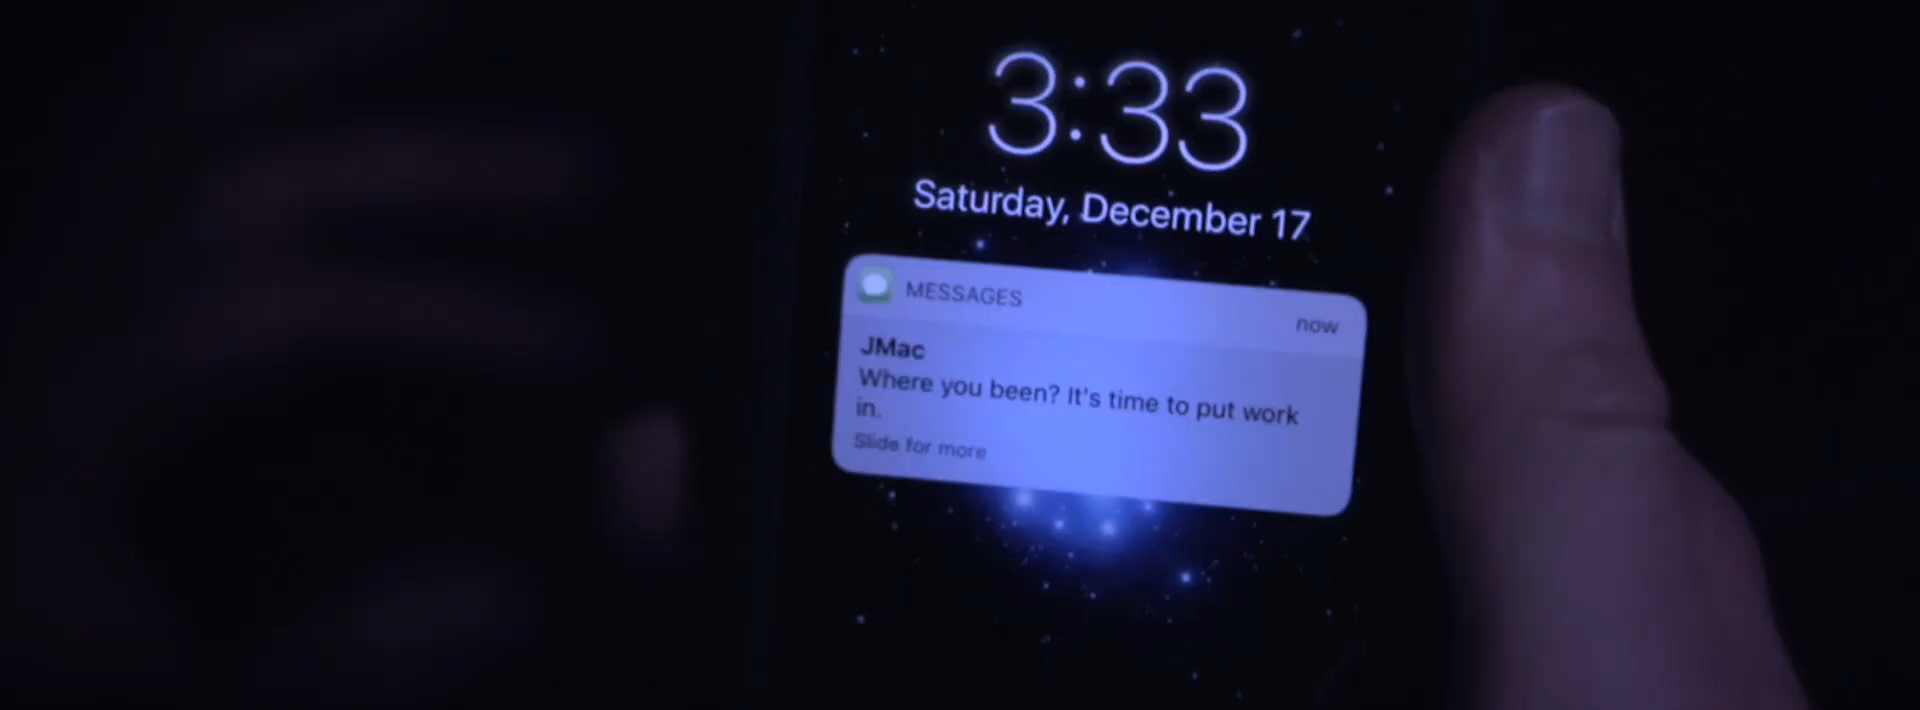 3:33
Saturday, December 17
MESSAGES
now
JMac
Where you been? It's time to put work
in.
Slide for more